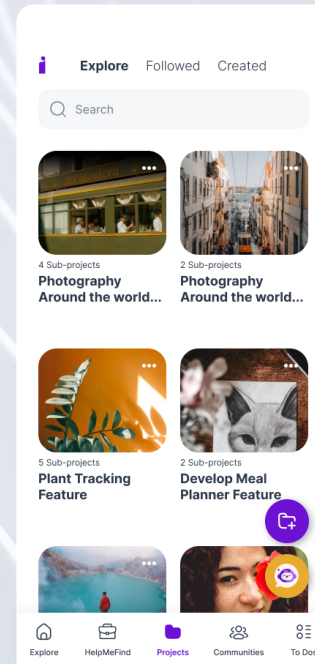 Explore Followed Created
Search
4 Sub-projects
Photography
Around the world...
2 Sub-projects
Photography
Around the world...
5 Sub-projects
Plant Tracking
Feature
2 Sub-projects
Develop Meal
Planner Feature
Explore HelpMeFind Projects Communities To Dos